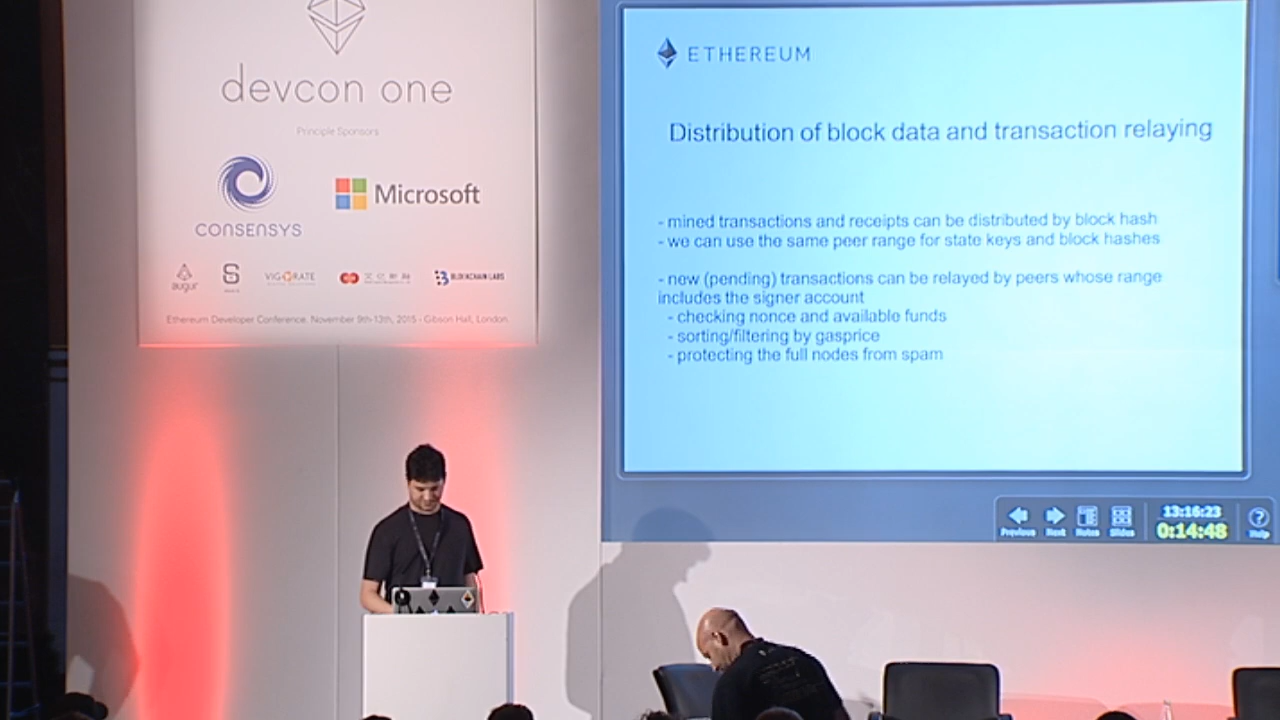 devcon one
Principle Sponsors
CONSENSYS
Microsoft
augur
VIGORATE
BLOCKCHAIN LABS
Ethereum Developer Conference. November 9th-13th, 2015 - Gibson Hall, London.
ETHEREUM
Distribution of block data and transaction relaying
- mined transactions and receipts can be distributed by block hash
- we can use the same peer range for state keys and block hashes
- new (pending) transactions can be relayed by peers whose range
includes the signer account
- checking nonce and available funds
- sorting/filtering by gasprice
- protecting the full nodes from spam
Previous
Next
Notes
Slides
13:16:23
0:14:48
?
Help